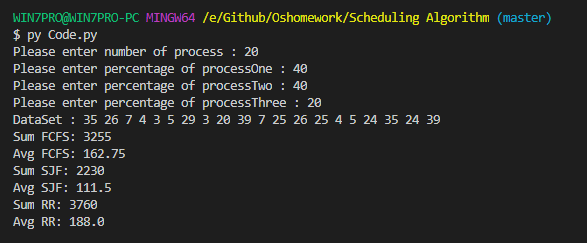 WIN7PRO@WIN7PRO-PC MINGW64 /e/Github/Oshomework/Scheduling Algorithm (master)
$ py Code.py
Please enter number of process : 20
Please enter percentage of processOne : 40
Please enter percentage of processTwo : 40
Please enter percentage of processThree : 20
DataSet : 35 26 7 4 3 5 29 3 20 39 7 25 26 25 4 5 24 35 24 39
Sum FCFS: 3255
Avg FCFS: 162.75
Sum SJF: 2230
Avg SJF: 111.5
Sum RR: 3760
Avg RR: 188.0